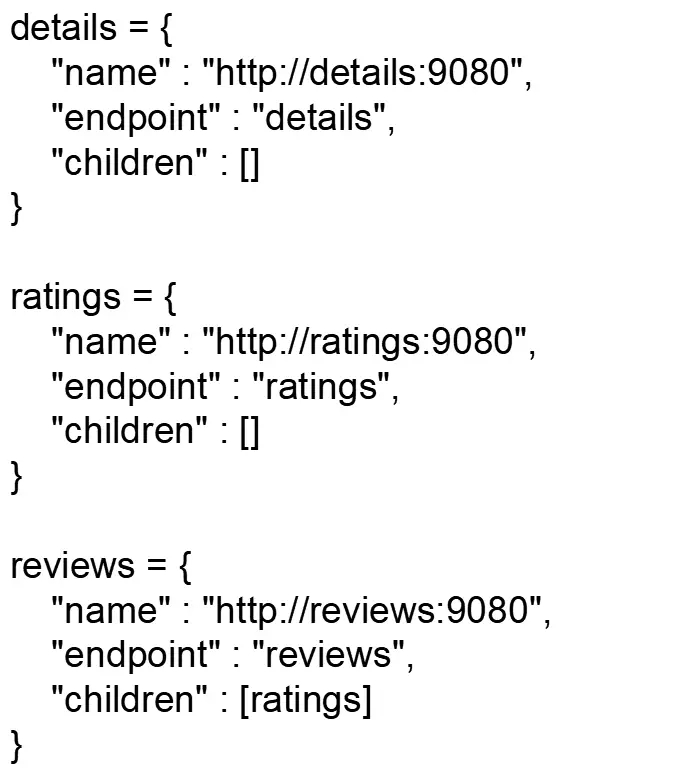 details = {
    "name" : "http://details:9080",
    "endpoint" : "details",
    "children" : []
}

ratings = {
    "name" : "http://ratings:9080",
    "endpoint" : "ratings",
    "children" : []
}

reviews = {
    "name" : "http://reviews:9080",
    "endpoint" : "reviews",
    "children" : [ratings]
}